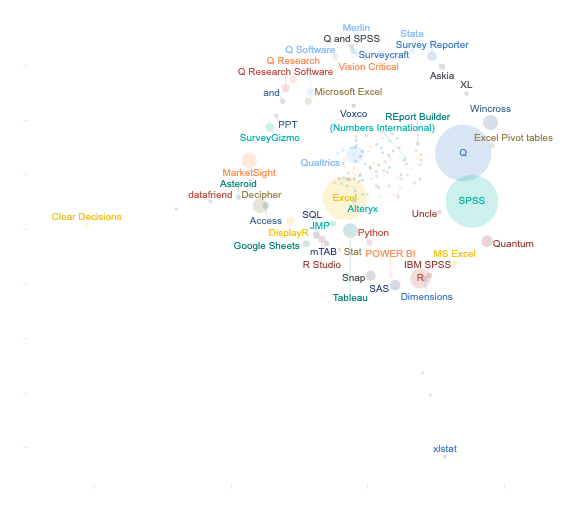 Merlin
Stata
Q and SPSS
Q Software
Survey Reporter
Surveycraft
Q Research
Vision Critical
Q Research Software
Askia
XL
and
Microsoft Excel
Voxco
Wincross
REport Builder
PPT
(Numbers International)
SurveyGizmo
Excel Pivot tables
Q
Qualtrics
MarketSight
Asteroid
datafriend
Decipher
Excel
SPSS
Alteryx
Clear Decisions
SQL
Uncle
Access
JMP
DisplayR
Python
Google Sheets
Quantum
mTAB
Stat
POWER BI
MS Excel
R Studio
IBM SPSS
Snap
R
SAS
Tableau
Dimensions
xlstat